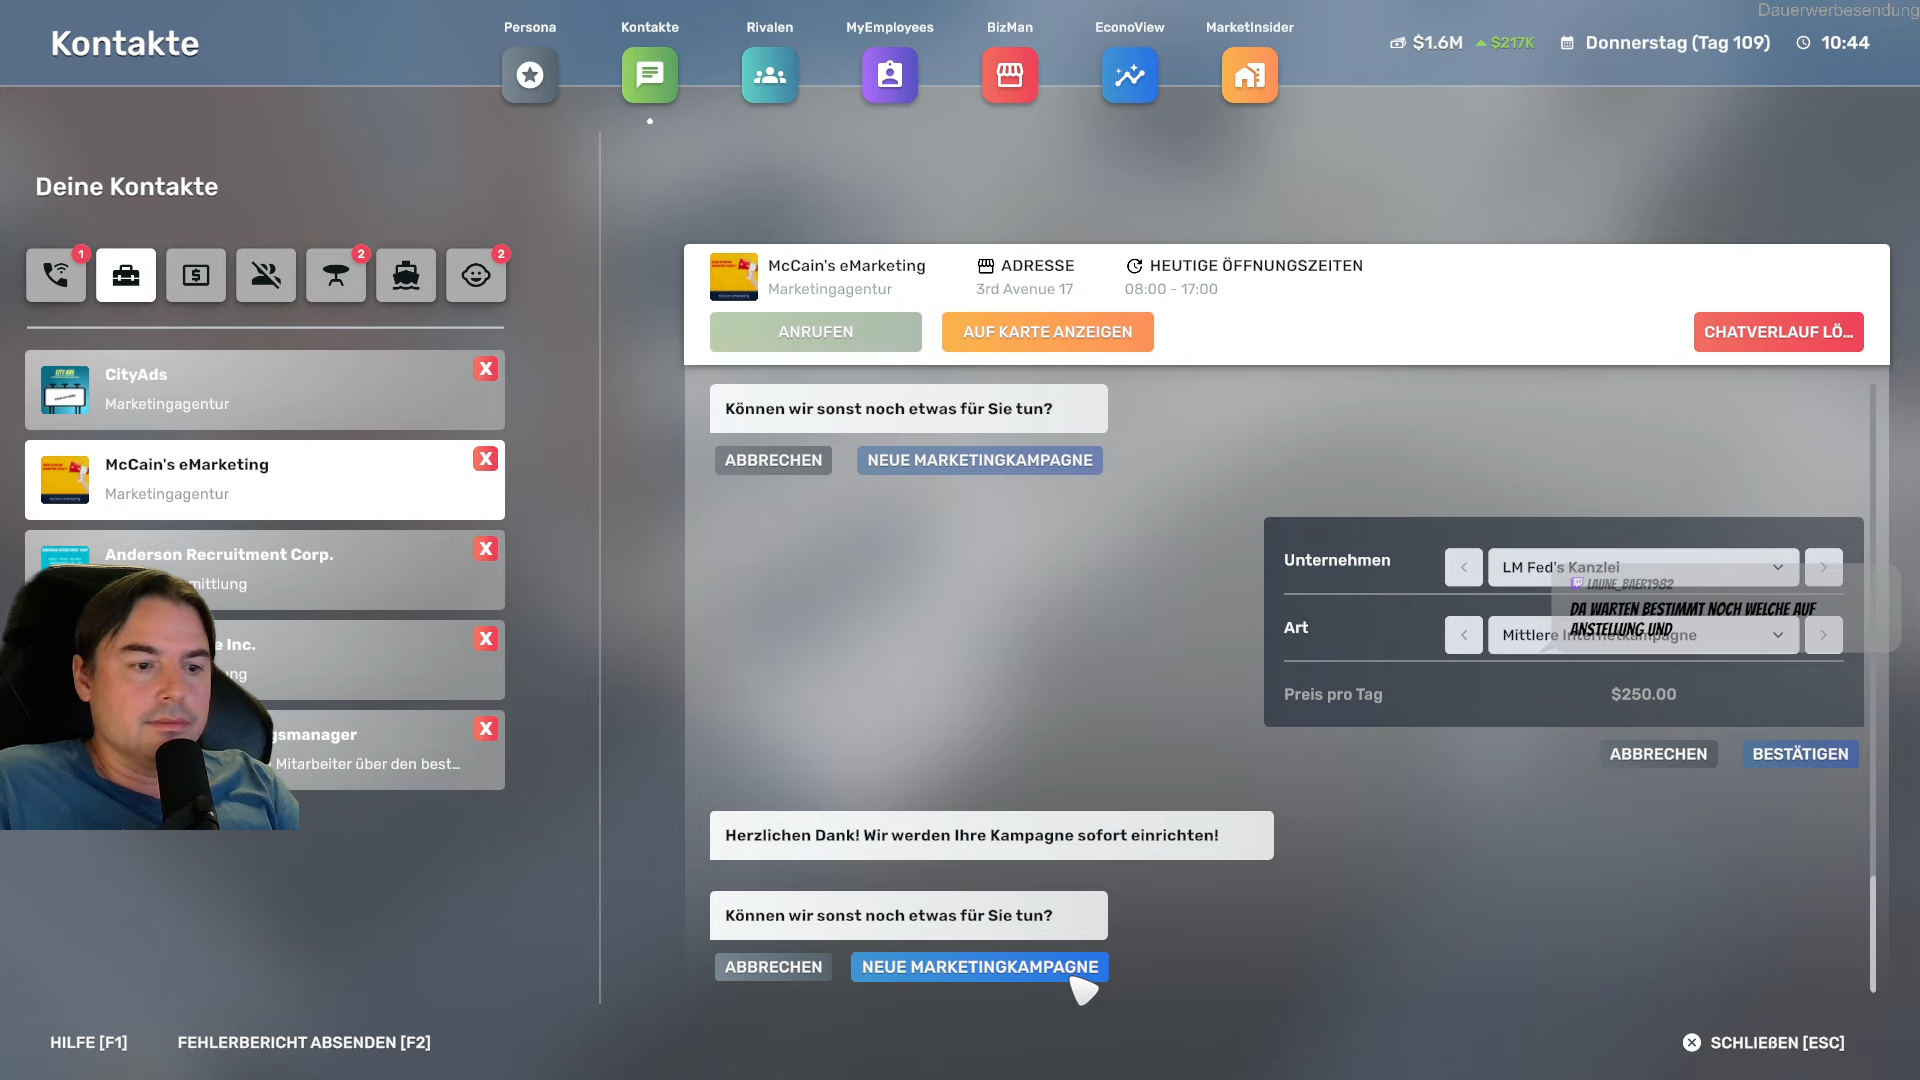 Dauerwerbesendung
Kontakte
Persona
Kontakte
Rivalen
MyEmployees
BizMan
EconoView
MarketInsider
$1.6M
$217K
Donnerstag (Tag 109)
10:44
Deine Kontakte
1
2
2
CityAds
Marketingagentur
X
McCain's eMarketing
Marketingagentur
X
Anderson Recruitment Corp.
mittlung
X
e Inc.
ng
X
gsmanager
Mitarbeiter über den best...
X
McCain's eMarketing
Marketingagentur
ADRESSE
3rd Avenue 17
HEUTIGE ÖFFNUNGSZEITEN
08:00 - 17:00
ANRUFEN
AUF KARTE ANZEIGEN
CHATVERLAUF LÖ...
Können wir sonst noch etwas für Sie tun?
ABBRECHEN
NEUE MARKETINGKAMPAGNE
Unternehmen
LM Fed's Kanzlei
LAUNE_BAER1982
DA WARTEN BESTIMMT NOCH WELCHE AUF
ANSTELLUNG UND
Art
Mittlere Internetkampagne
Preis pro Tag
$250.00
ABBRECHEN
BESTÄTIGEN
Herzlichen Dank! Wir werden Ihre Kampagne sofort einrichten!
Können wir sonst noch etwas für Sie tun?
ABBRECHEN
NEUE MARKETINGKAMPAGNE
HILFE [F1]
FEHLERBERICHT ABSENDEN [F2]
SCHLIEẞEN [ESC]